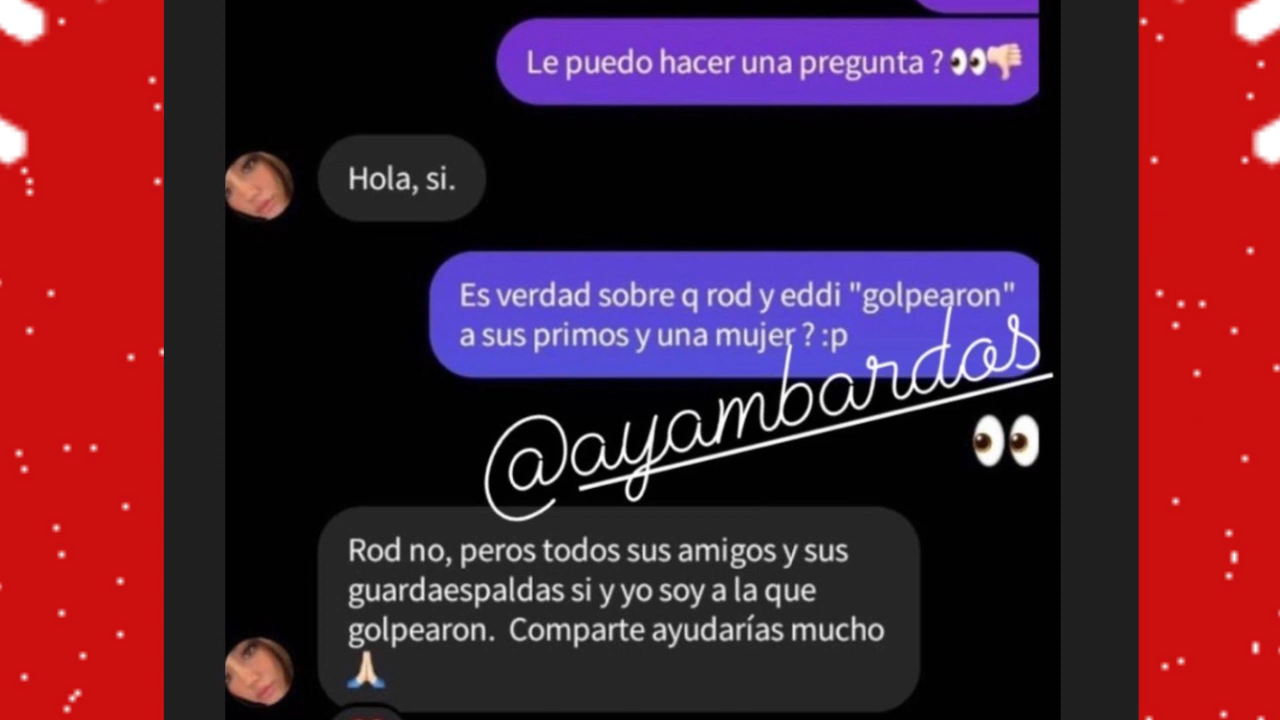 Le puedo hacer una pregunta ? 👀👎🏻
Hola, si.
Es verdad sobre q rod y eddi "golpearon"
a sus primos y una mujer ? :p
@ayambardos
👀
Rod no, peros todos sus amigos y sus
guardaespaldas si y yo soy a la que
golpearon.  Comparte ayudarías mucho
🙏🏻